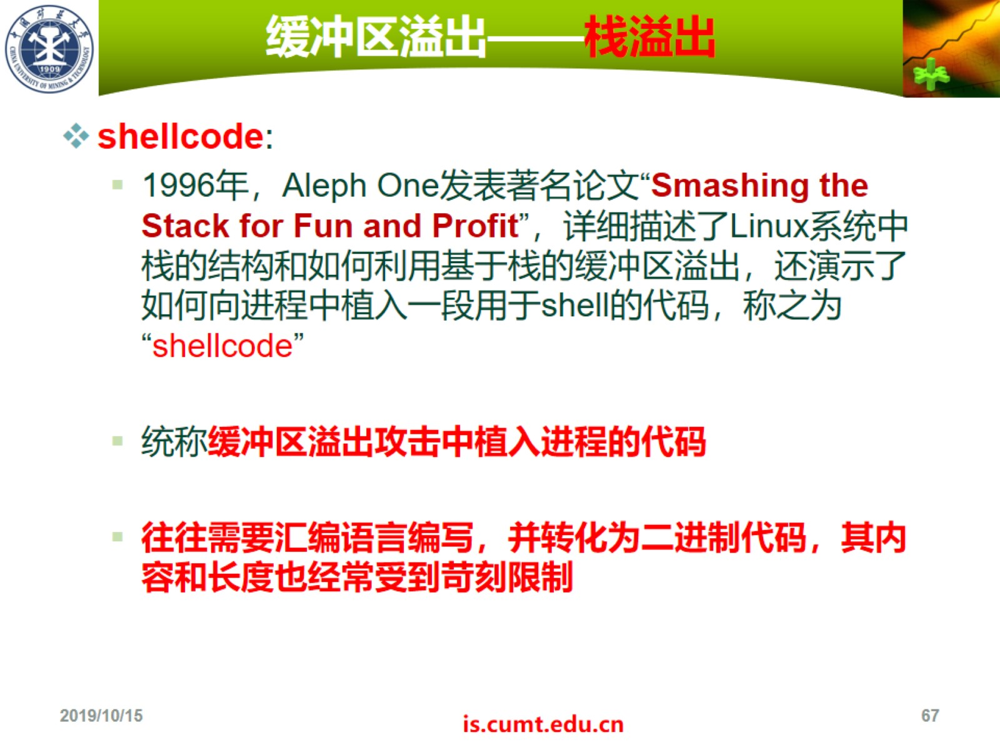 中国矿业大学
CHINA UNIVERSITY OF MINING & TECHNOLOGY
1909
缓冲区溢出——栈溢出
shellcode:
1996年，Aleph One发表著名论文“Smashing the
Stack for Fun and Profit”，详细描述了Linux系统中
栈的结构和如何利用基于栈的缓冲区溢出，还演示了
如何向进程中植入一段用于shell的代码，称之为
“shellcode”
统称缓冲区溢出攻击中植入进程的代码
往往需要汇编语言编写，并转化为二进制代码，其内
容和长度也经常受到苛刻限制
2019/10/15
is.cumt.edu.cn
67